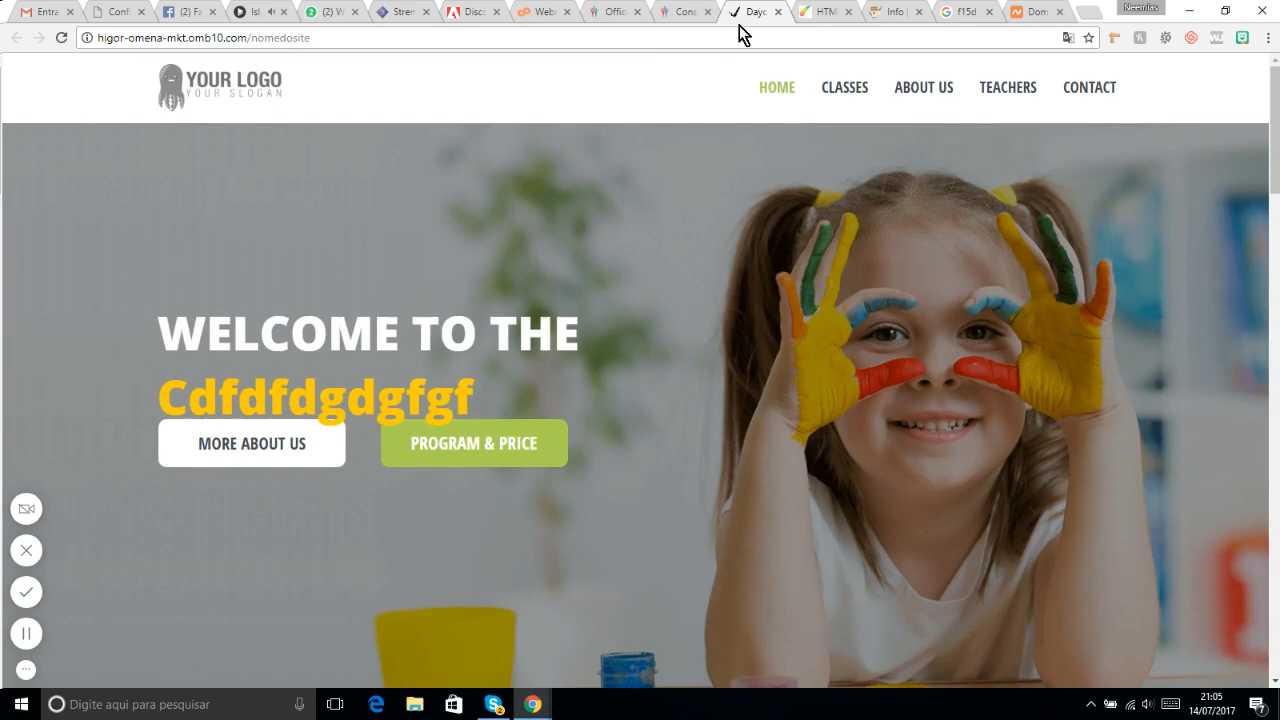 Entra
Conf
(2) Fa
Isl
(2) W
Stren
Disco
Web
Offic
Cons
Dayc
HTM
Info |
f15d
Dom
Neemias
higor-omena-mkt.omb10.com/nomedosite
YOUR LOGO
YOUR SLOGAN
HOME
CLASSES
ABOUT US
TEACHERS
CONTACT
WELCOME TO THE
Cdfdfdgdgfgf
MORE ABOUT US
PROGRAM & PRICE
Digite aqui para pesquisar
21:05
14/07/2017